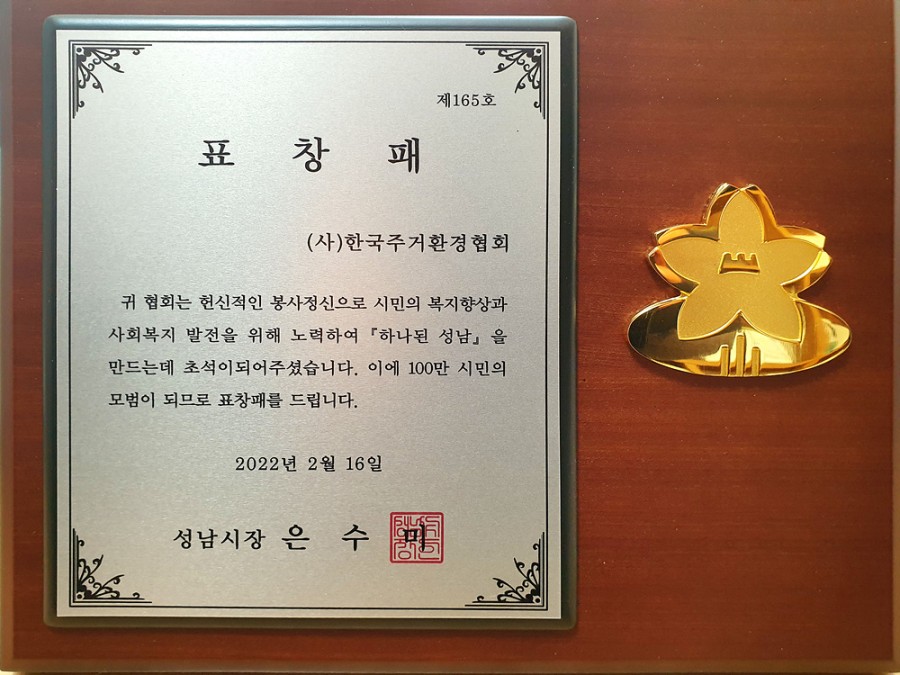 제165호
표 창 패
(사)한국주거환경협회
귀 협회는 헌신적인 봉사정신으로 시민의 복지향상과
사회복지 발전을 위해 노력하여 『하나된 성남』을
만드는데 초석이되어주셨습니다. 이에 100만 시민의
모범이 되므로 표창패를 드립니다.
2022년 2월 16일
성남시장 은 수 미